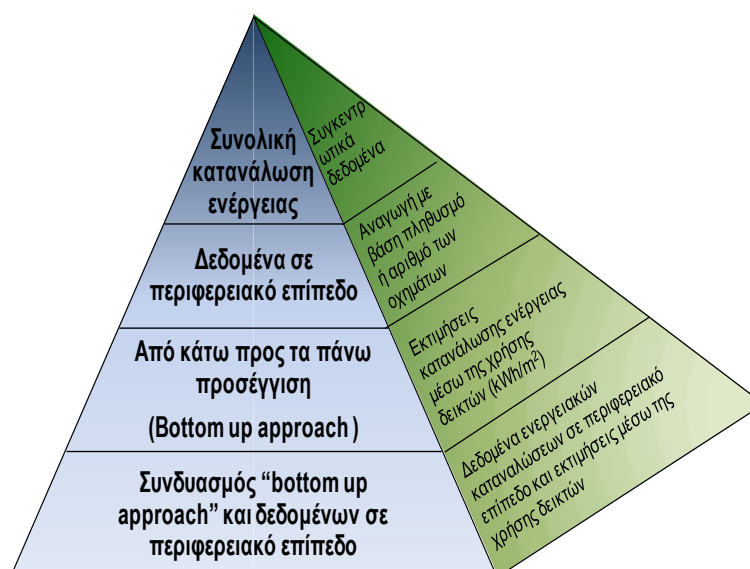 Συνολική
κατανάλωση
ενέργειας
Συγκεντρ
ωτικά
δεδομένα
Δεδομένα σε
περιφερειακό επίπεδο
Αναγωγή με
βάση πληθυσμό
ή αριθμό των
οχημάτων
Από κάτω προς τα πάνω
προσέγγιση
(Bottom up approach )
Εκτιμήσεις
κατανάλωσης ενέργειας
μέσω της χρήσης
δεικτών (kWh/m²)
Συνδυασμός “bottom up
approach” και δεδομένων σε
περιφερειακό επίπεδο
Δεδομένα ενεργειακών
καταναλώσεων σε περιφερειακό
επίπεδο και εκτιμήσεις μέσω της
χρήσης δεικτών